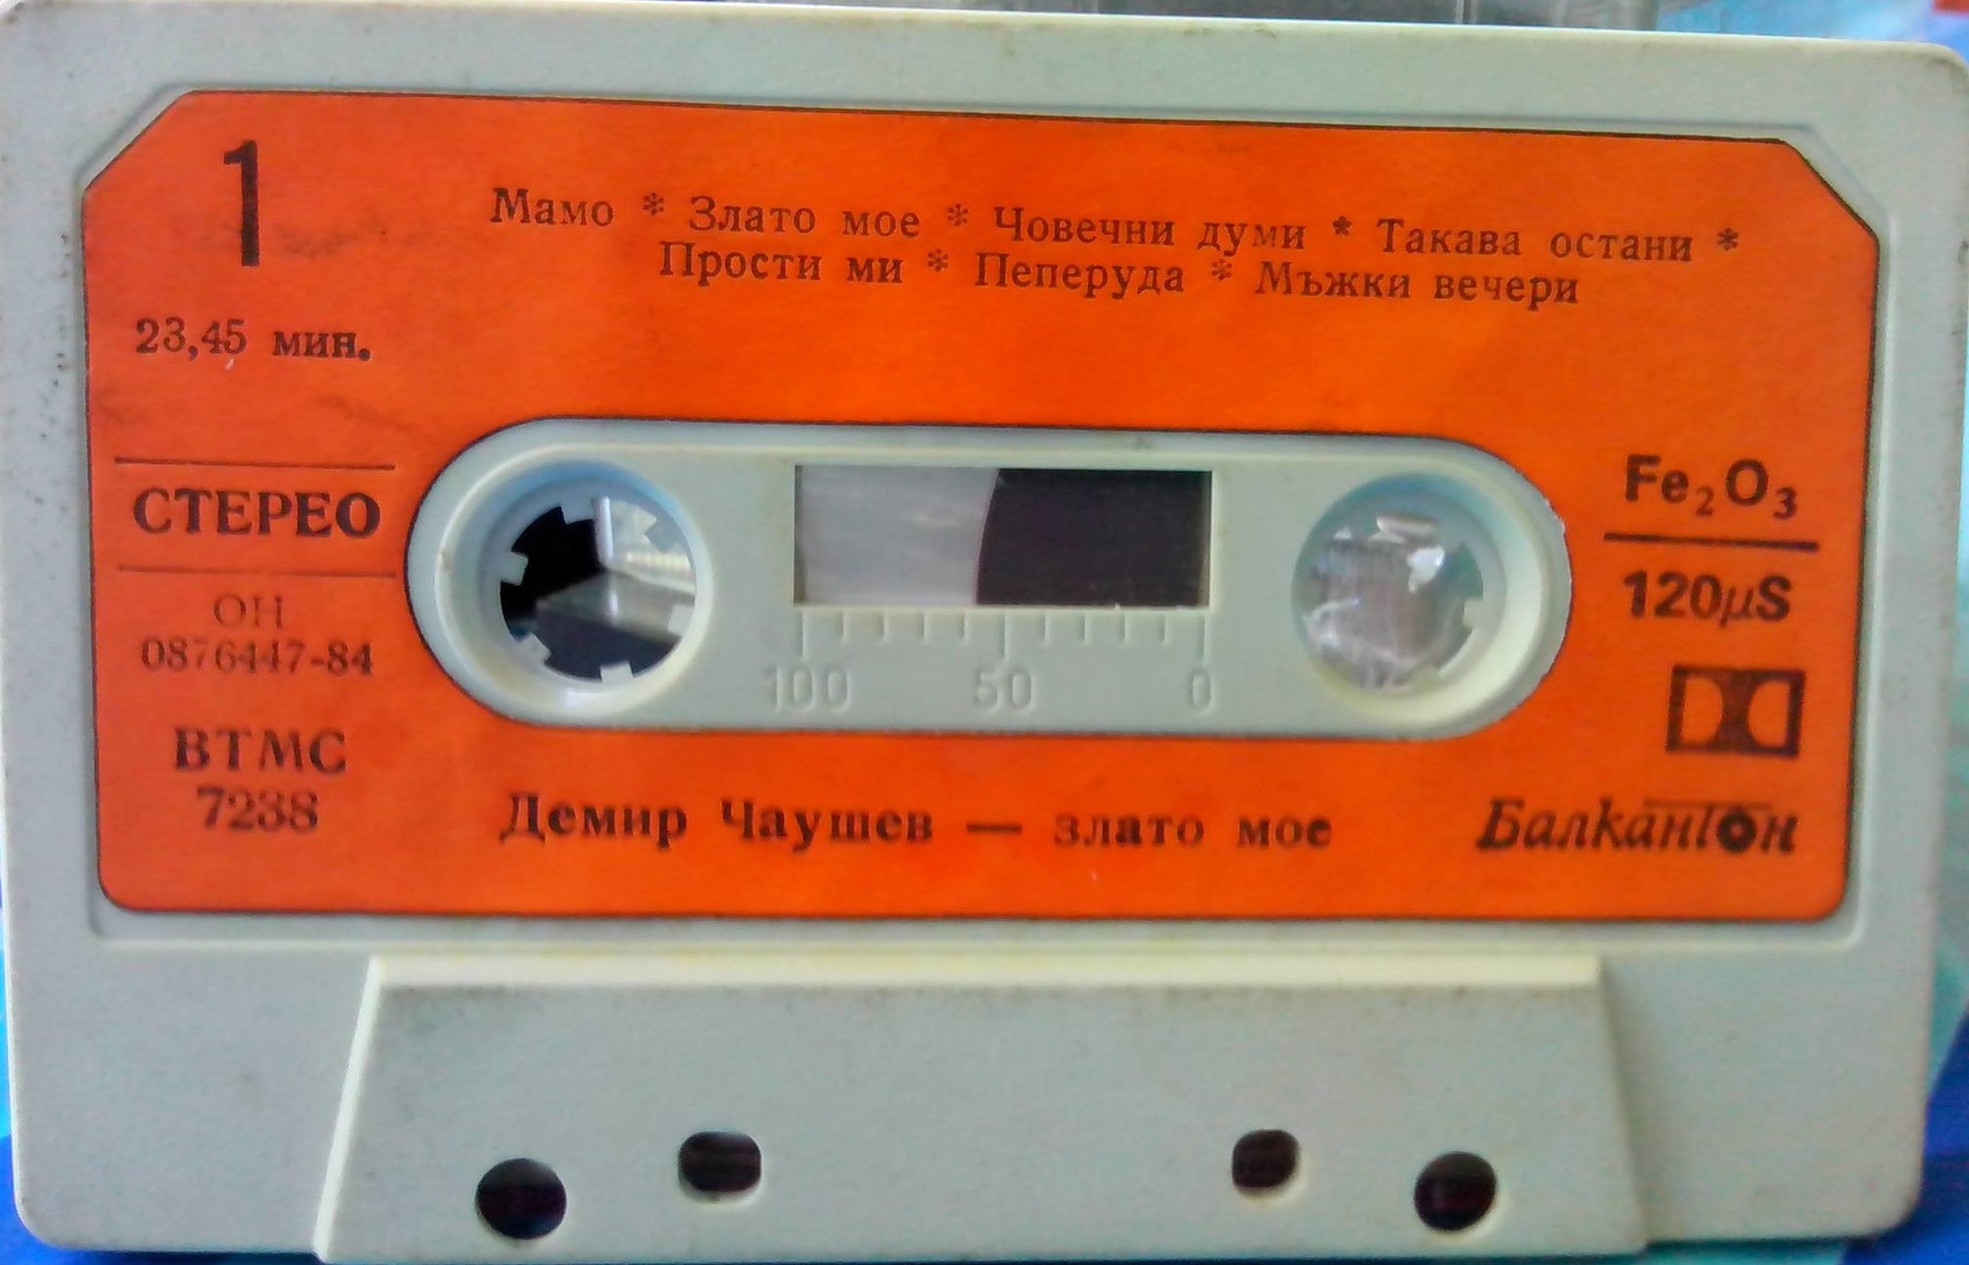 1
Мамо * Злато мое * Човечни думи * Такава остани *
Прости ми * Пеперуда * Мъжки вечери
23,45 мин.
СТЕРЕО
ОН
0876447-84
ВТМС
7238
Fe₂O₃
120µS
100 50 0
Демир Чаушев — злато мое
Балкантон